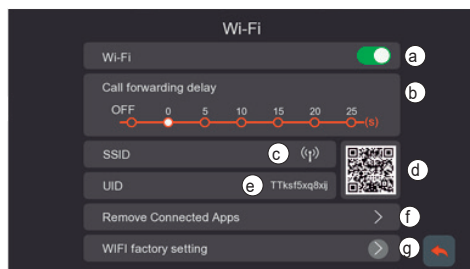 Wi-Fi
Wi-Fi a
Call forwarding delay b
OFF 0 5 10 15 20 25 (s)
SSID c d
UID e TTksf5xq8xij
Remove Connected Apps f
WIFI factory setting g